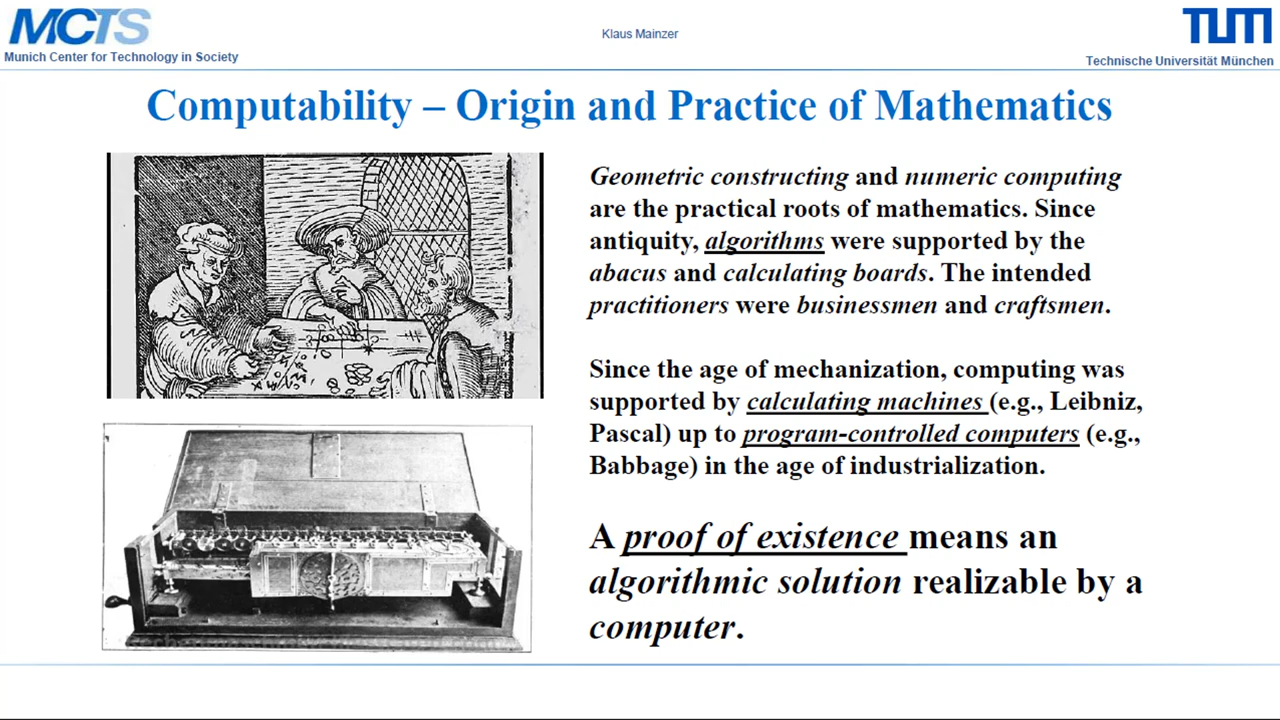 MCTS
Munich Center for Technology in Society
Klaus Mainzer
TUM
Technische Universität München
Computability – Origin and Practice of Mathematics
Geometric constructing and numeric computing
are the practical roots of mathematics. Since
antiquity, algorithms were supported by the
abacus and calculating boards. The intended
practitioners were businessmen and craftsmen.
Since the age of mechanization, computing was
supported by calculating machines (e.g., Leibniz,
Pascal) up to program-controlled computers (e.g.,
Babbage) in the age of industrialization.
A proof of existence means an
algorithmic solution realizable by a
computer.